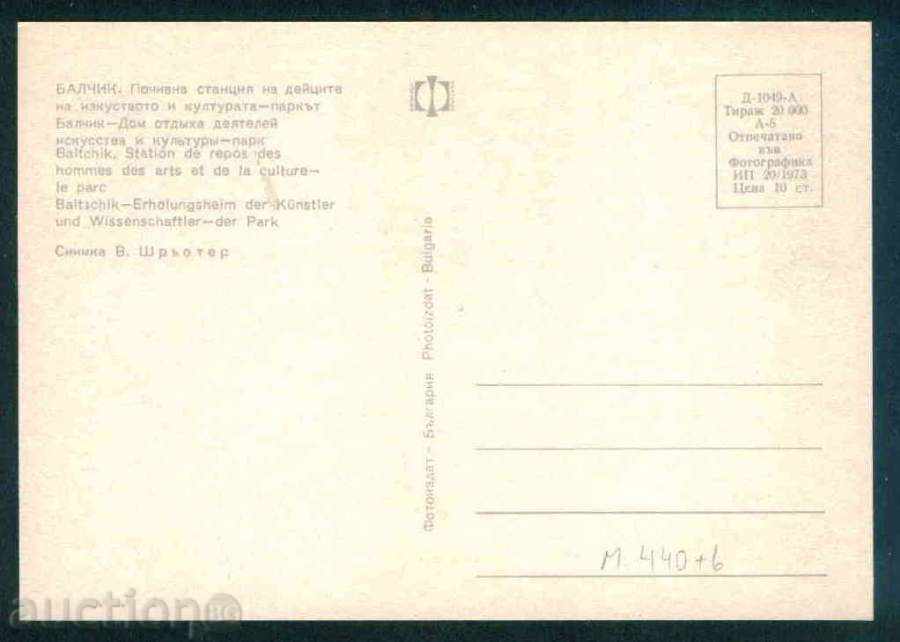 БАЛЧИК. Почивна станция на дейците
на изкуството и културата—паркът
Балчик—Дом отдыха деятелей
искусства и культуры—парк
Baltchik. Station de repos des
hommes des arts et de la culture—
le parc
Baltschik—Erholungsheim der Künstler
und Wissenschaftler—der Park
Снимка В. Шрьотер
Фотоиздат - България Photoizdat - Bulgaria
Д-1049-А
Тираж 20 000
А-6
Отпечатано
във
Фотографика
ИП 20/1973
Цена 10 ст.
М. 440+6
auction.BG